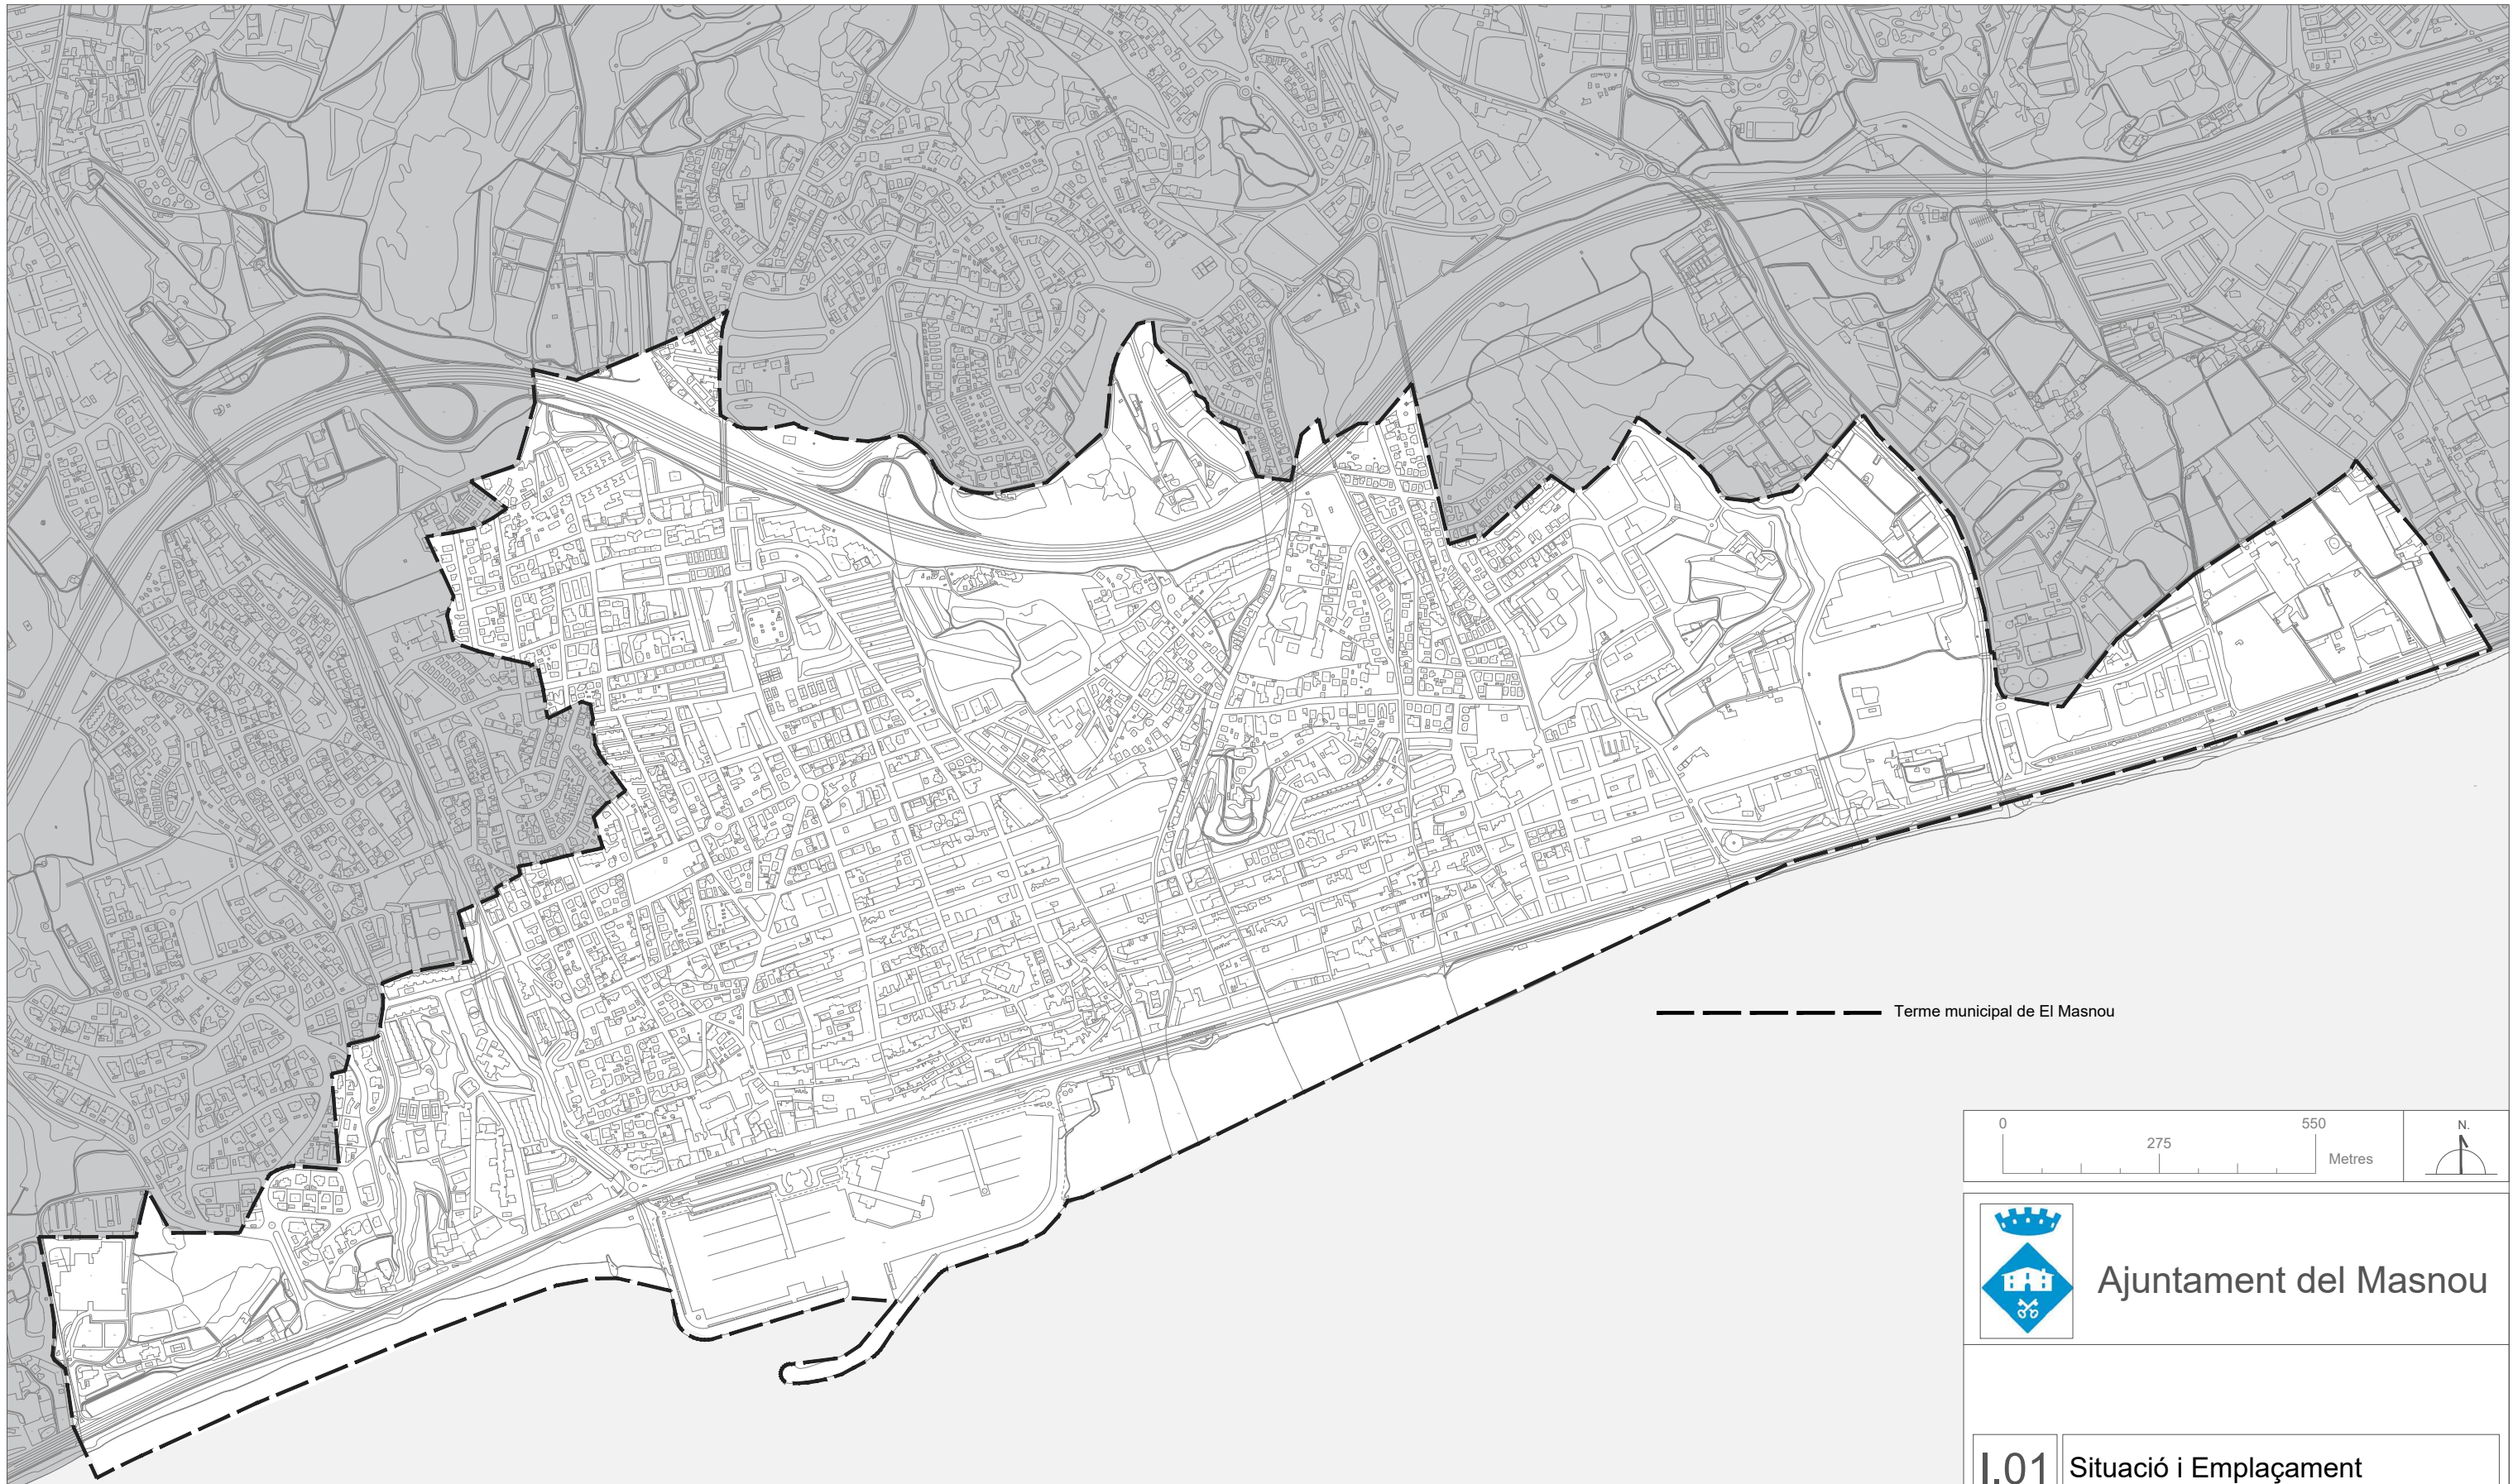 Terme municipal de El Masnou
0
550
275
Metres
N.
Ajuntament del Masnou
I.01
Situació i Emplaçament